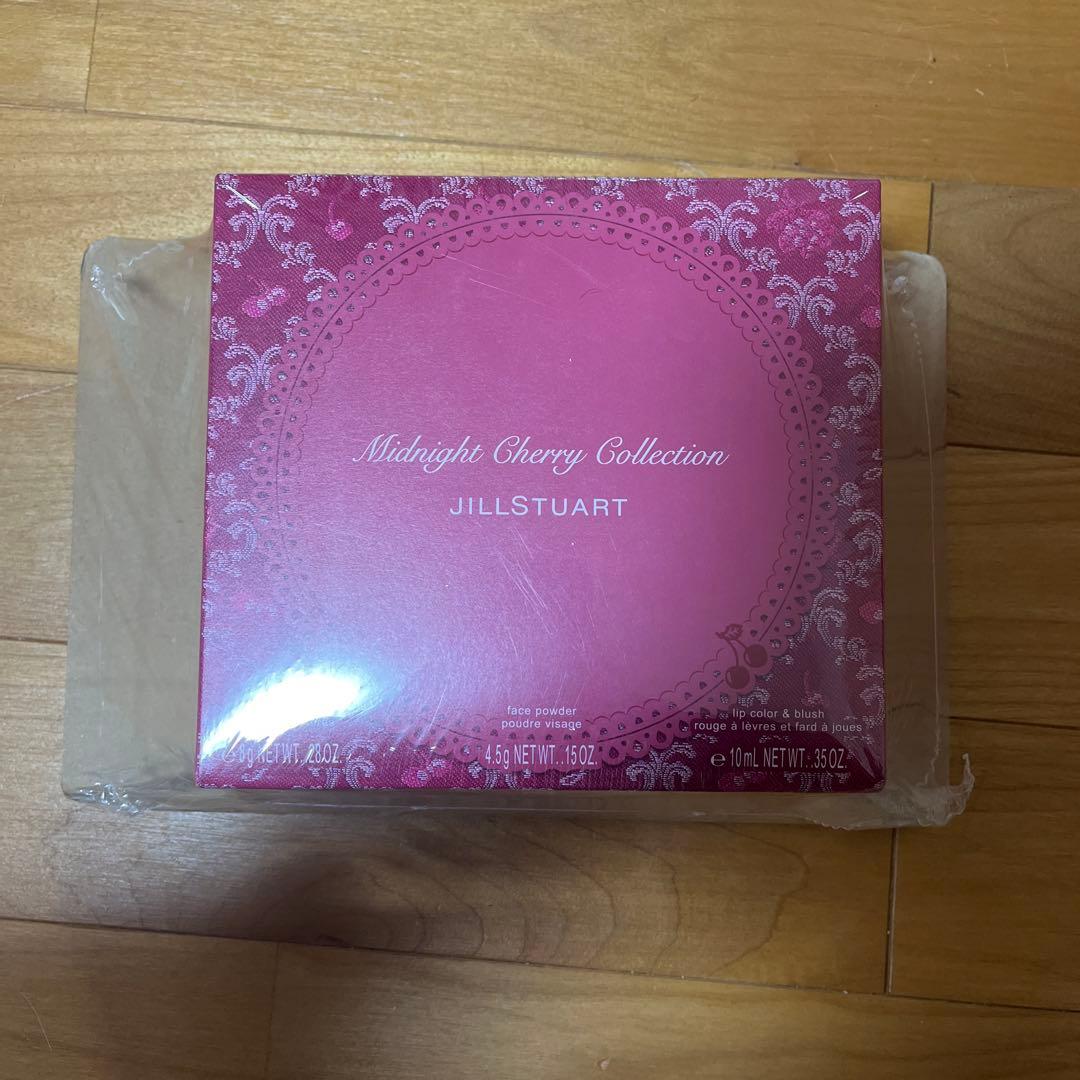 Midnight Cherry Collection
JILLSTUART
face powder
poudre visage
4.5g NET WT. .15 OZ.
lip color & blush
rouge à lèvres et fard à joues
e 10mL NET WT. .35 OZ.
NET WT. .28 OZ.